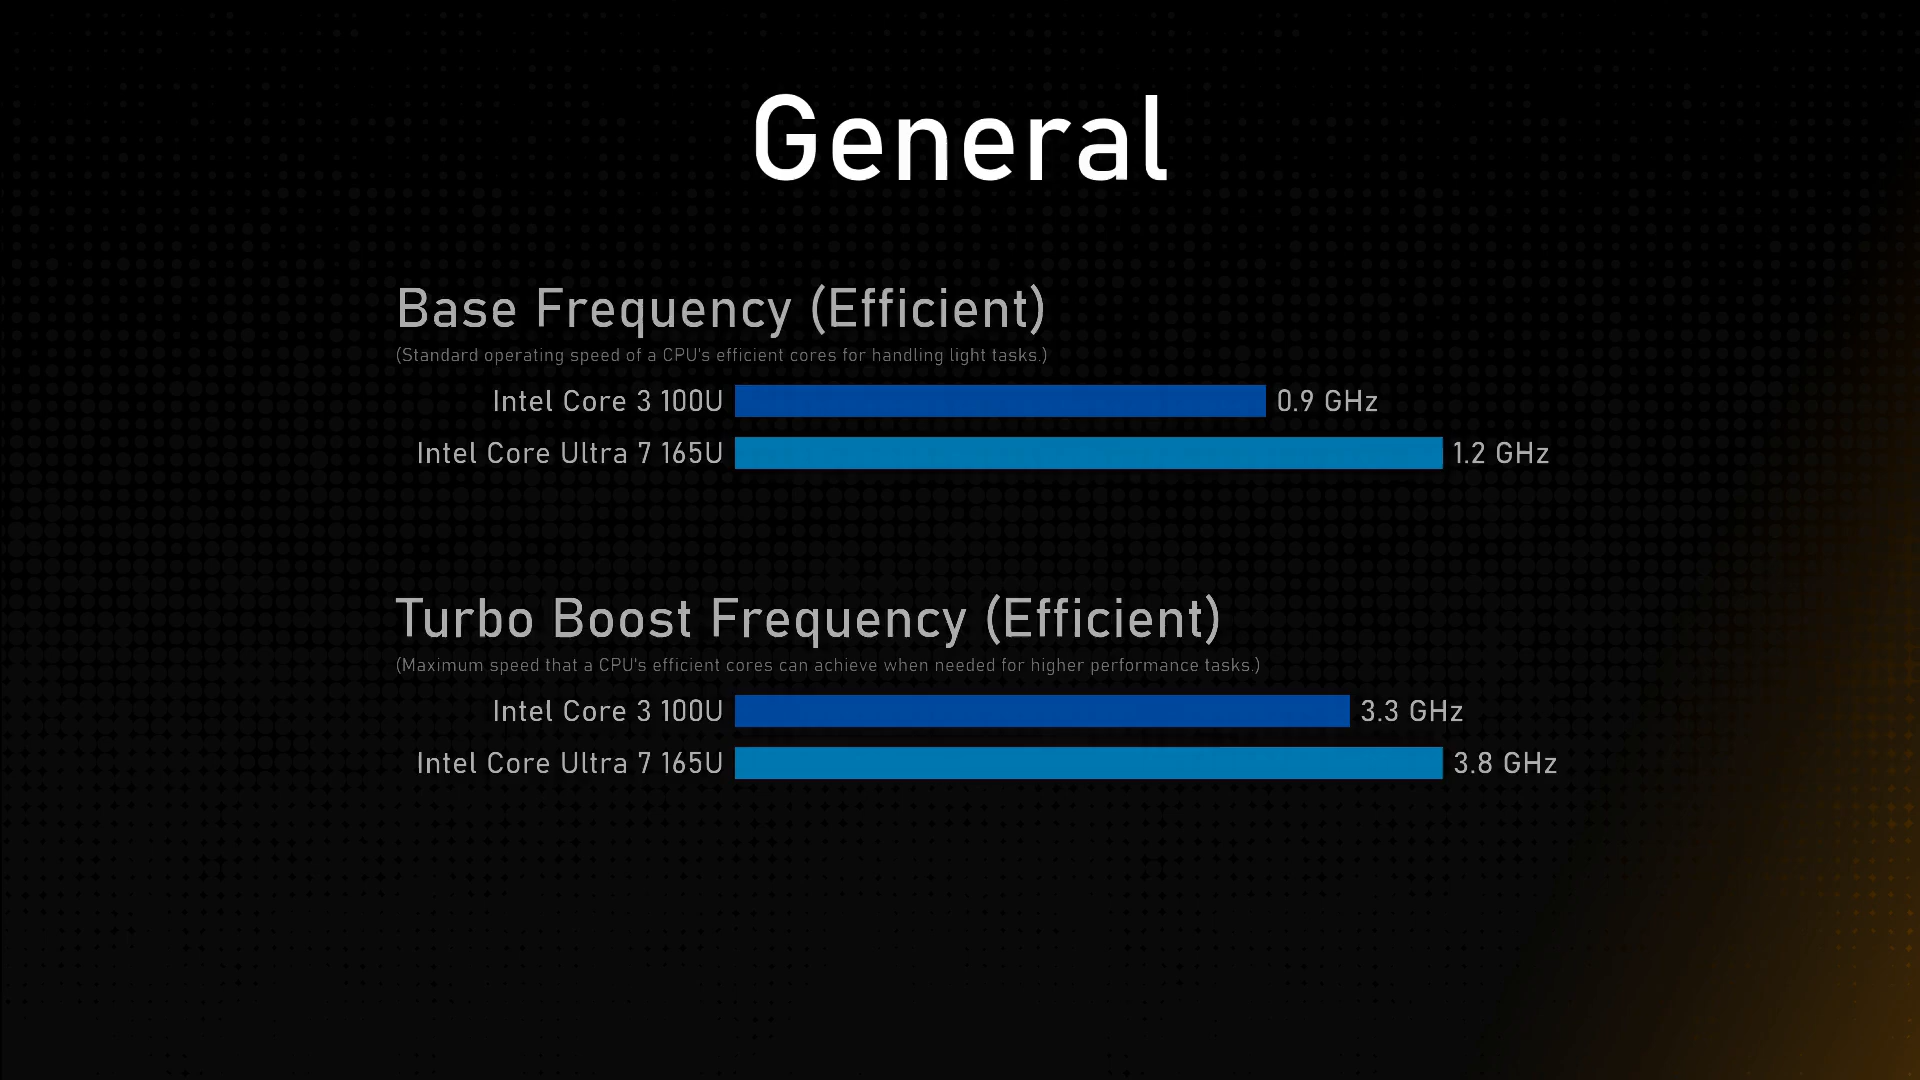 General
Base Frequency (Efficient)
(Standard operating speed of a CPU's efficient cores for handling light tasks.)
Intel Core 3 100U 0.9 GHz
Intel Core Ultra 7 165U 1.2 GHz
Turbo Boost Frequency (Efficient)
(Maximum speed that a CPU's efficient cores can achieve when needed for higher performance tasks.)
Intel Core 3 100U 3.3 GHz
Intel Core Ultra 7 165U 3.8 GHz